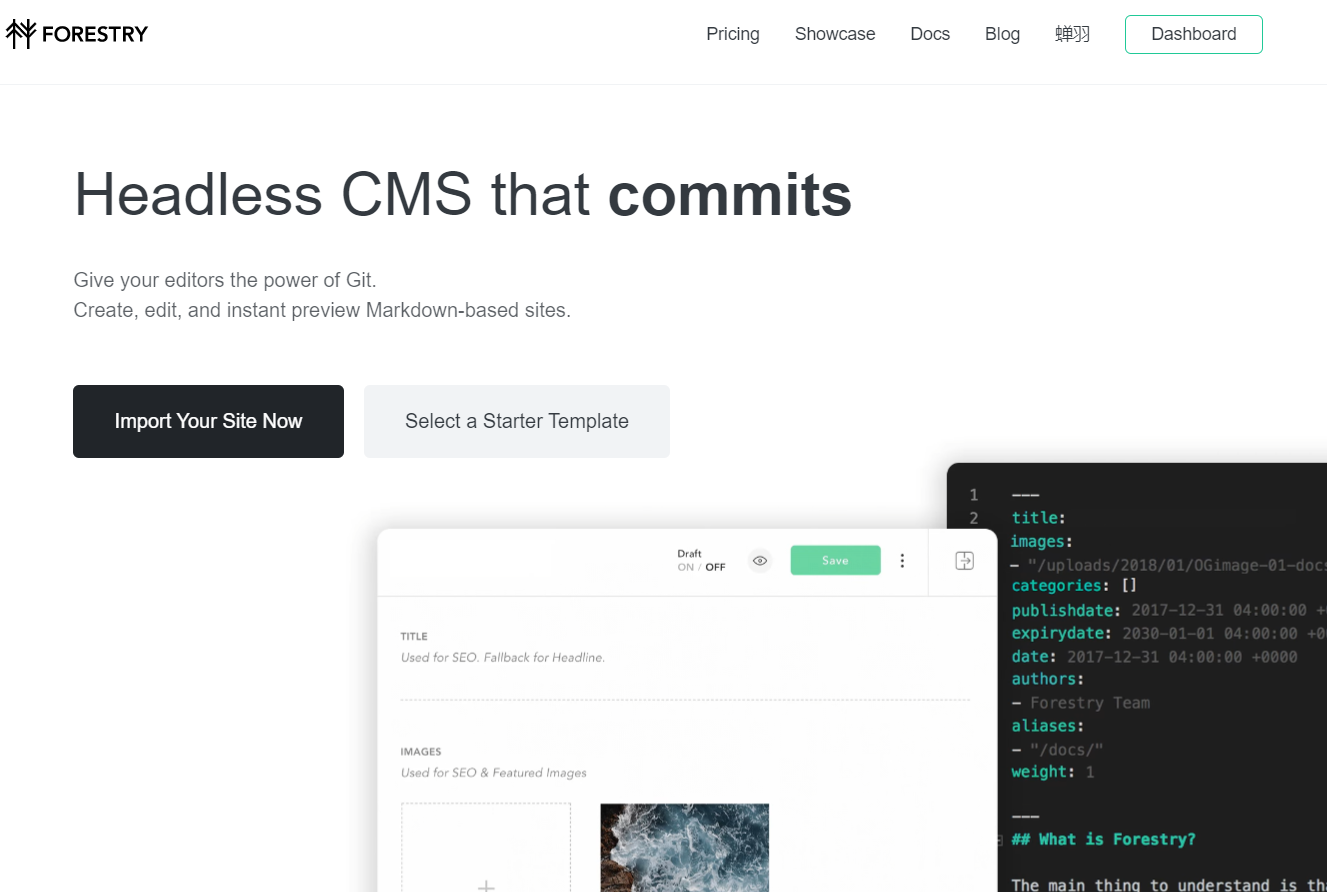 FORESTRY
Pricing
Showcase
Docs
Blog
蝉羽
Dashboard
Headless CMS that commits
Give your editors the power of Git.
Create, edit, and instant preview Markdown-based sites.
Import Your Site Now
Select a Starter Template
Draft
ON / OFF
Save
TITLE
Used for SEO. Fallback for Headline.
IMAGES
Used for SEO & Featured Images
1 ---
2 title:
images:
- "/uploads/2018/01/OGimage-01-docs
categories: []
publishdate: 2017-12-31 04:00:00 +
expirydate: 2030-01-01 04:00:00 +0
date: 2017-12-31 04:00:00 +0000
authors:
- Forestry Team
aliases:
- "/docs/"
weight: 1
---
## What is Forestry?
The main thing to understand is